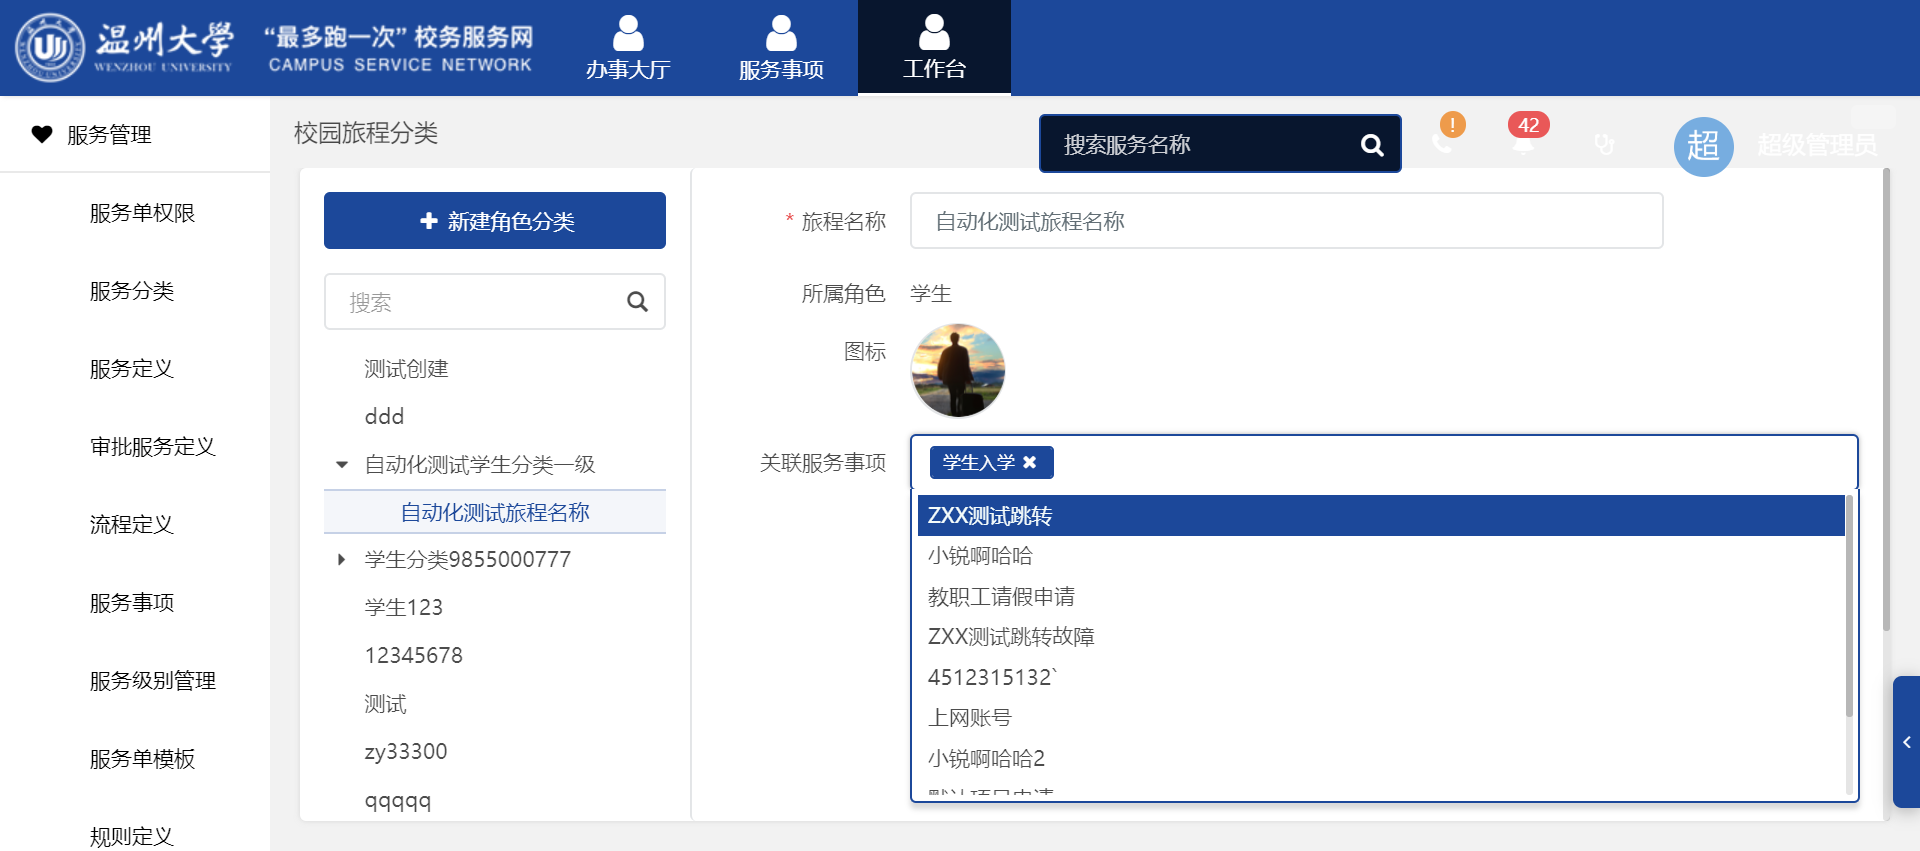 温州大学
WENZHOU UNIVERSITY
“最多跑一次” 校务服务网
CAMPUS SERVICE NETWORK
办事大厅
服务事项
工作台
服务管理
校园旅程分类
搜索服务名称
!
42
超
超级管理员
服务单权限
服务分类
服务定义
审批服务定义
流程定义
服务事项
服务级别管理
服务单模板
规则定义
新建角色分类
搜索
测试创建
ddd
自动化测试学生分类一级
自动化测试旅程名称
学生分类9855000777
学生123
12345678
测试
zy33300
qqqqq
* 旅程名称
自动化测试旅程名称
所属角色
学生
图标
关联服务事项
学生入学
ZXX测试跳转
小锐啊哈哈
教职工请假申请
ZXX测试跳转故障
4512315132`
上网账号
小锐啊哈哈2